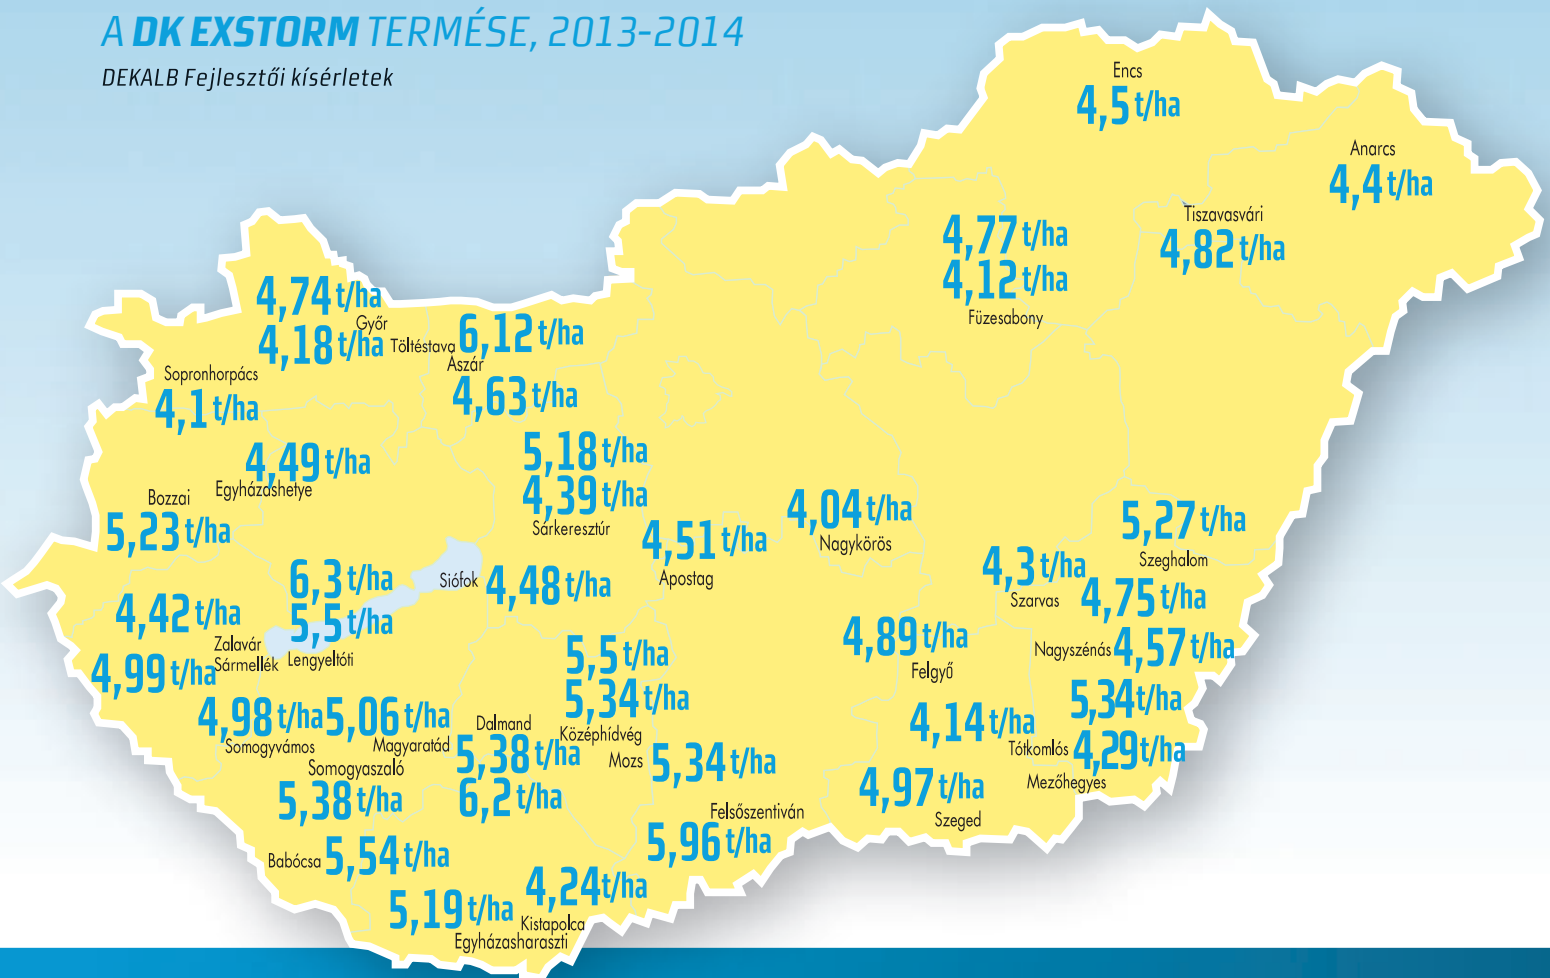 A DK EXSTORM TERMÉSE, 2013-2014
DEKALB Fejlesztői kísérletek
Encs
4,5 t/ha
Anarcs
4,4 t/ha
Tiszavasvári
4,82 t/ha
4,77 t/ha
4,12 t/ha
Füzesabony
4,74 t/ha
Győr
4,18 t/ha
Töltéstava
6,12 t/ha
Ászár
4,63 t/ha
Sopronhorpács
4,1 t/ha
4,49 t/ha
Egyházashetye
Bozzai
5,23 t/ha
5,18 t/ha
4,39 t/ha
Sárkeresztúr
4,51 t/ha
Apostag
4,04 t/ha
Nagykörös
5,27 t/ha
Szeghalom
4,3 t/ha
Szarvas
4,75 t/ha
Nagyszénás
4,57 t/ha
6,3 t/ha
5,5 t/ha
Lengyeltóti
Siófok
4,48 t/ha
4,42 t/ha
Zalavár
Sármellék
4,99 t/ha
4,89 t/ha
Felgyő
5,5 t/ha
5,34 t/ha
Középhídvég
4,98 t/ha
Somogyvámos
5,06 t/ha
Magyaratád
Somogyaszaló
5,38 t/ha
Dalmand
5,38 t/ha
6,2 t/ha
Mozs
5,34 t/ha
5,34 t/ha
4,14 t/ha
Tótkomlós
4,29 t/ha
Mezőhegyes
4,97 t/ha
Szeged
Felsőszentiván
5,96 t/ha
Babócsa
5,54 t/ha
4,24 t/ha
Kistapolca
5,19 t/ha
Egyházasharaszti